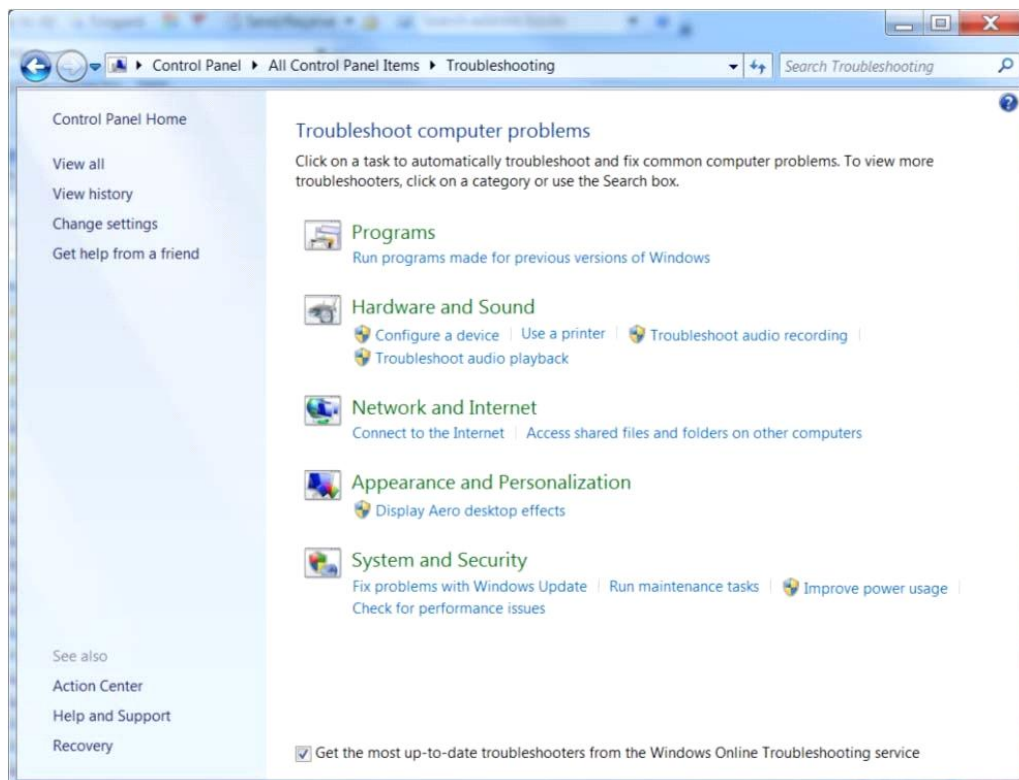 Control Panel All Control Panel Items Troubleshooting
Search Troubleshooting
Control Panel Home
View all
View history
Change settings
Get help from a friend
See also
Action Center
Help and Support
Recovery
Troubleshoot computer problems
Click on a task to automatically troubleshoot and fix common computer problems. To view more
troubleshooters, click on a category or use the Search box.
Programs
Run programs made for previous versions of Windows
Hardware and Sound
Configure a device Use a printer Troubleshoot audio recording
Troubleshoot audio playback
Network and Internet
Connect to the Internet Access shared files and folders on other computers
Appearance and Personalization
Display Aero desktop effects
System and Security
Fix problems with Windows Update Run maintenance tasks Improve power usage
Check for performance issues
Get the most up-to-date troubleshooters from the Windows Online Troubleshooting service